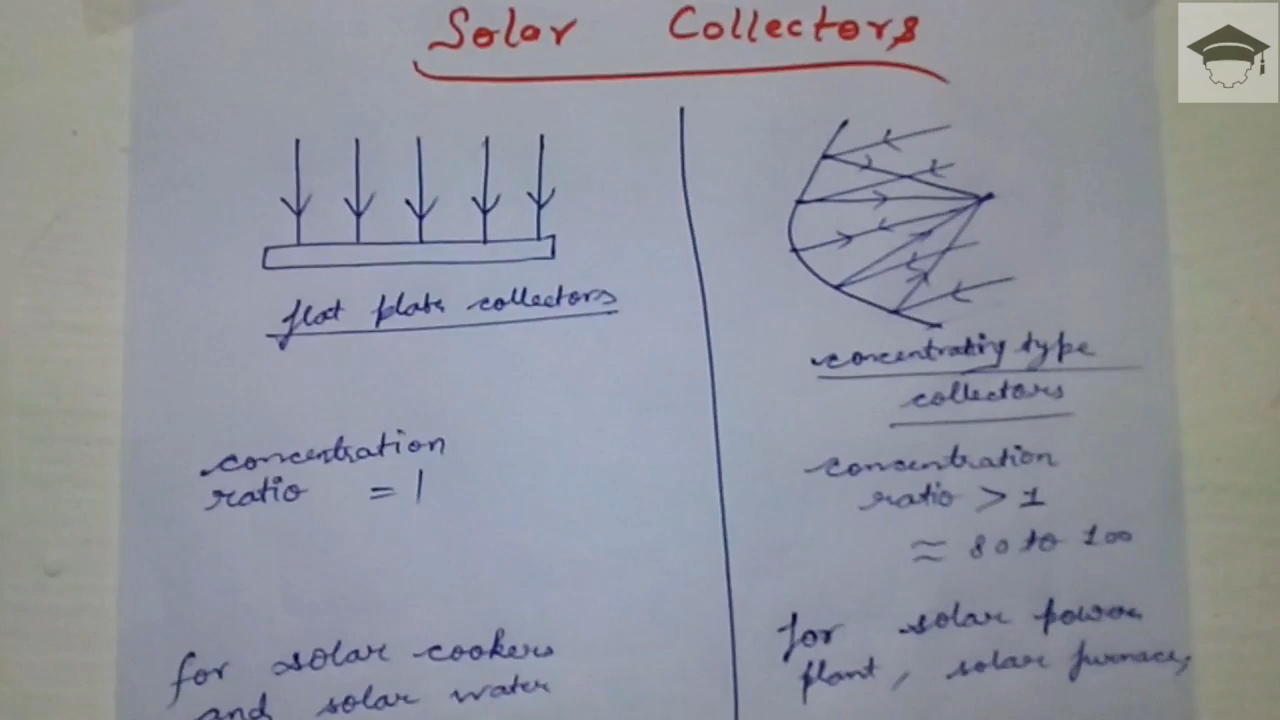 Solar Collectors
flat plate collectors
concentration
ratio = 1
for solar cookers
and solar water
concentrating type
collectors
concentration
ratio > 1
≈ 80 to 100
for solar power
plant, solar furnace,